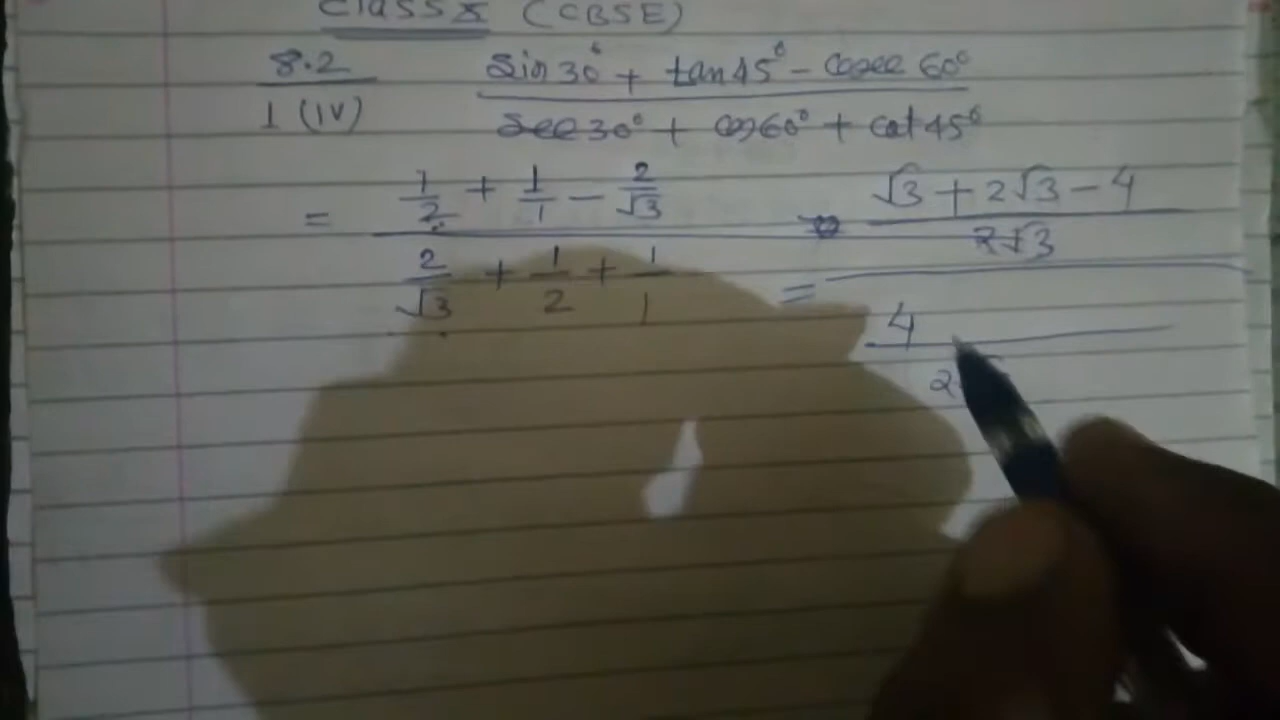 Class X (CBSE)
8.2
1 (IV)
sin 30° + tan 45° - cosec 60°
sec 30° + cos 60° + cot 45°
= 1/2 + 1/1 - 2/√3
2/√3 + 1/2 + 1/1
= √3 + 2√3 - 4
2√3
4
2